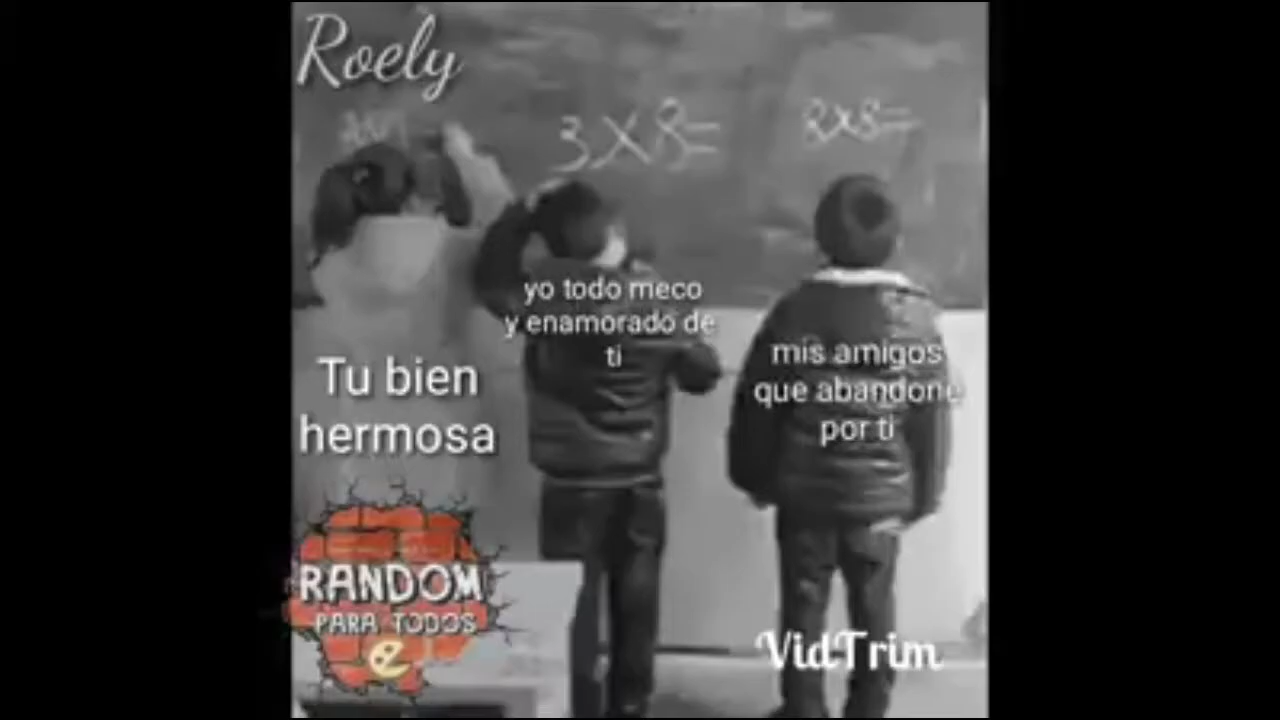 Roely
3x8=
8x8=
yo todo meco
y enamorado de
ti
mis amigos
que abandone
por ti
Tu bien
hermosa
RANDOM
PARA TODOS
VidTrim